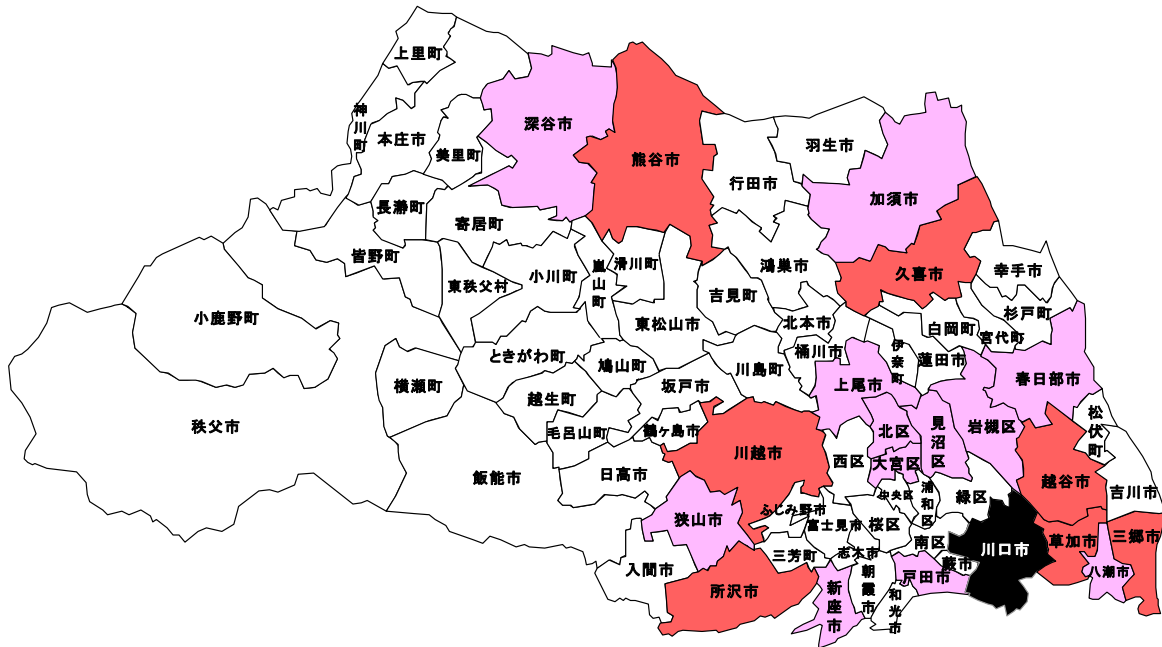 上里町
神川町
本庄市
美里町
深谷市
熊谷市
行田市
羽生市
加須市
長瀞町
寄居町
皆野町
東秩父村
小川町
嵐山町
滑川町
吉見町
鴻巣市
久喜市
幸手市
小鹿野町
東松山市
北本市
白岡町
杉戸町
宮代町
ときがわ町
鳩山町
川島町
桶川市
伊奈町
蓮田市
横瀬町
越生町
坂戸市
上尾市
春日部市
秩父市
毛呂山町
鶴ヶ島市
北区
見沼区
岩槻区
松伏町
飯能市
日高市
川越市
西区
大宮区
越谷市
吉川市
中央区
浦和区
緑区
狭山市
ふじみ野市
富士見市
桜区
入間市
三芳町
志木市
南区
川口市
草加市
三郷市
所沢市
新座市
朝霞市
和光市
戸田市
蕨市
八潮市